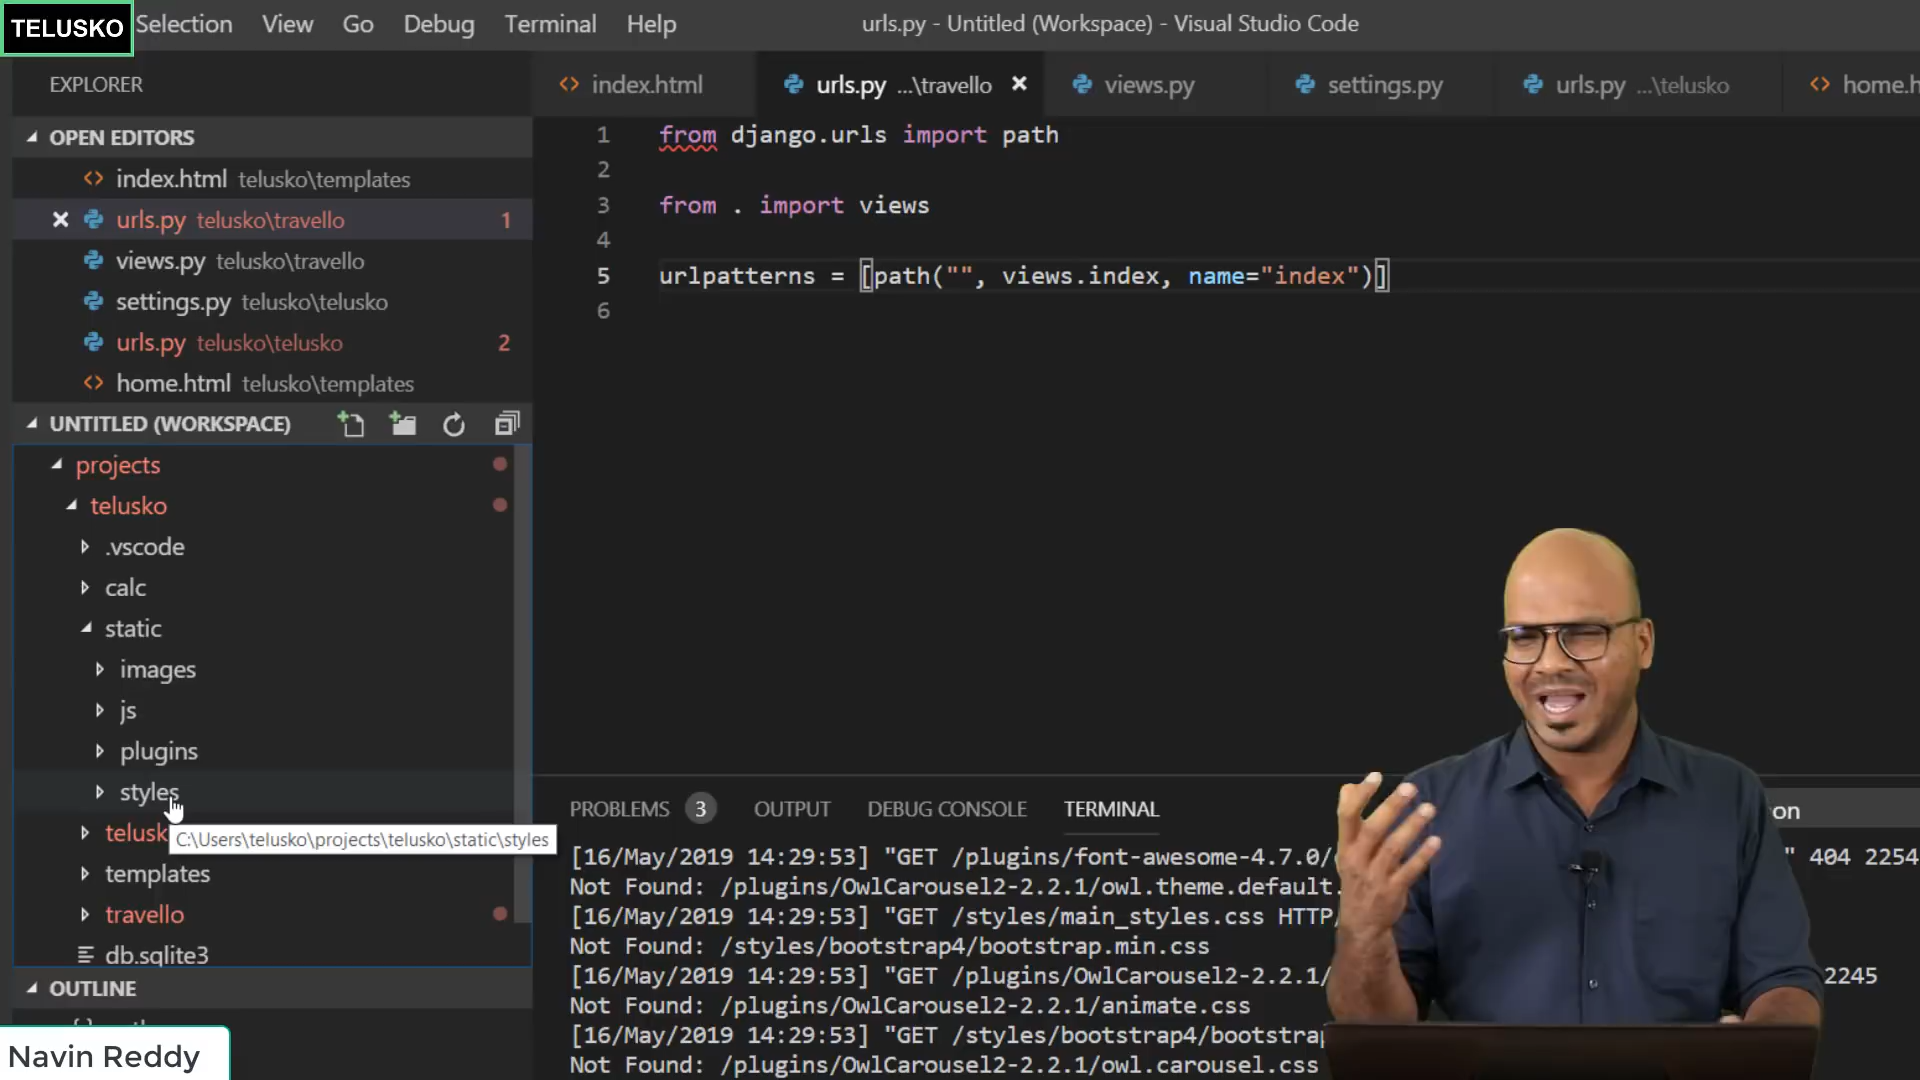 TELUSKO
Selection View Go Debug Terminal Help
urls.py - Untitled (Workspace) - Visual Studio Code
EXPLORER
index.html
urls.py ...\travello
views.py
settings.py
urls.py ...\telusko
home.h
OPEN EDITORS
index.html telusko\templates
urls.py telusko\travello 1
views.py telusko\travello
settings.py telusko\telusko
urls.py telusko\telusko 2
home.html telusko\templates
UNTITLED (WORKSPACE)
projects
telusko
.vscode
calc
static
images
js
plugins
styles
telusk
C:\Users\telusko\projects\telusko\static\styles
templates
travello
db.sqlite3
OUTLINE
Navin Reddy
1 from django.urls import path
2
3 from . import views
4
5 urlpatterns = [path("", views.index, name="index")]
6
PROBLEMS 3 OUTPUT DEBUG CONSOLE TERMINAL
[16/May/2019 14:29:53] "GET /plugins/font-awesome-4.7.0/ " 404 2254
Not Found: /plugins/OwlCarousel2-2.2.1/owl.theme.default.
[16/May/2019 14:29:53] "GET /styles/main_styles.css HTTP/
Not Found: /styles/bootstrap4/bootstrap.min.css
[16/May/2019 14:29:53] "GET /plugins/OwlCarousel2-2.2.1/ 2245
Not Found: /plugins/OwlCarousel2-2.2.1/animate.css
[16/May/2019 14:29:53] "GET /styles/bootstrap4/bootstrap
Not Found: /plugins/OwlCarousel2-2.2.1/owl.carousel.css